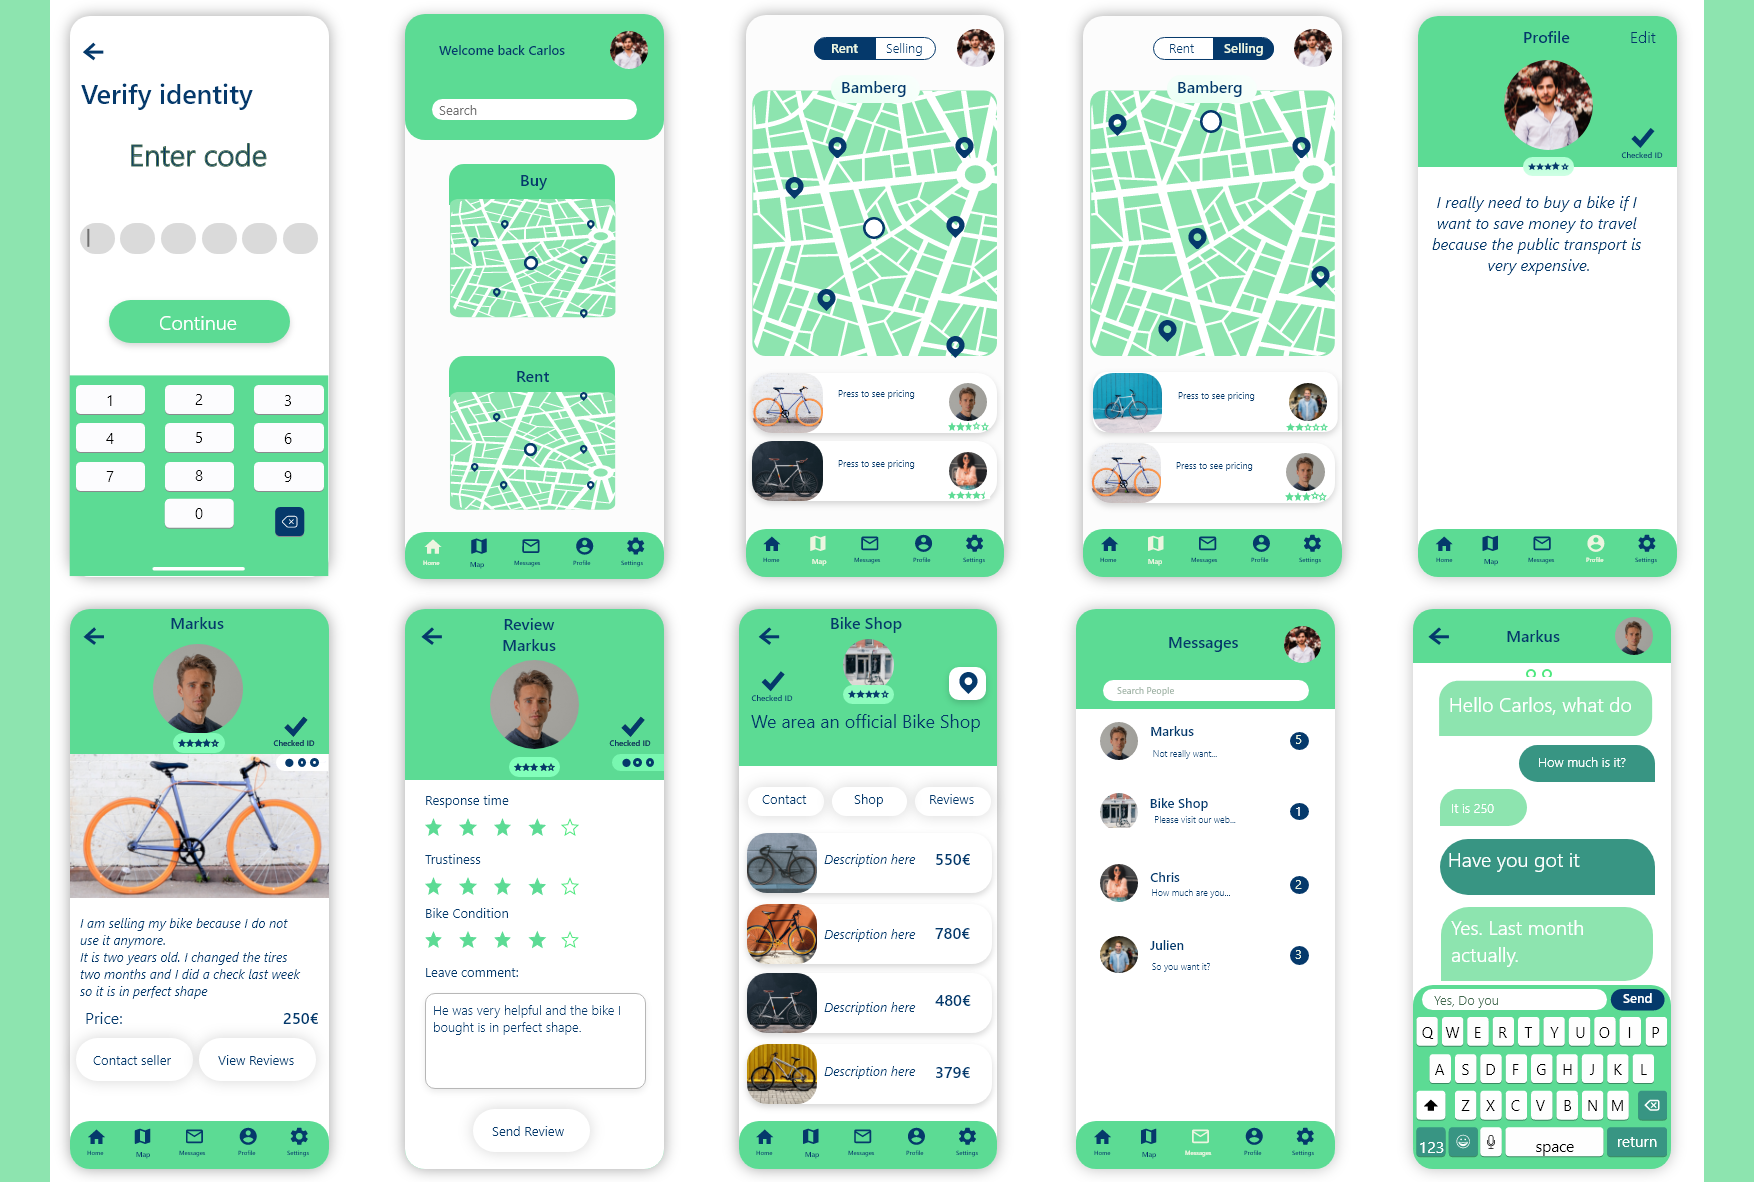 Verify identity
Enter code
Continue
1 2 3
4 5 6
7 8 9
0
Welcome back Carlos
Search
Buy
Rent
Home Map Messages Profile Settings
Rent Selling
Bamberg
Press to see pricing
Press to see pricing
Home Map Messages Profile Settings
Rent Selling
Bamberg
Press to see pricing
Press to see pricing
Home Map Messages Profile Settings
Profile Edit
Checked ID
I really need to buy a bike if I
want to save money to travel
because the public transport is
very expensive.
Home Map Messages Profile Settings
Markus
Checked ID
I am selling my bike because I do not
use it anymore.
It is two years old. I changed the tires
two months and I did a check last week
so it is in perfect shape
Price: 250€
Contact seller View Reviews
Home Map Messages Profile Settings
Review
Markus
Checked ID
Response time
Trustiness
Bike Condition
Leave comment:
He was very helpful and the bike I
bought is in perfect shape.
Send Review
Bike Shop
Checked ID
We area an official Bike Shop
Contact Shop Reviews
Description here 550€
Description here 780€
Description here 480€
Description here 379€
Home Map Messages Profile Settings
Messages
Search People
Markus 5
Not really want...
Bike Shop 1
Please visit our web...
Chris 2
How much are you...
Julien 3
So you want it?
Home Map Messages Profile Settings
Markus
Hello Carlos, what do
How much is it?
It is 250
Have you got it
Yes. Last month
actually.
Yes, Do you Send
Q W E R T Y U O I P
A S D F G H J K L
Z X C V B N M
123 space return